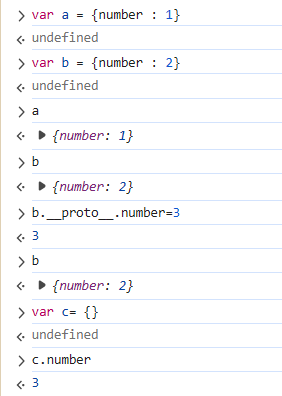 var a = {number : 1}
undefined
var b = {number : 2}
undefined
a
{number: 1}
b
{number: 2}
b.__proto__.number=3
3
b
{number: 2}
var c= {}
undefined
c.number
3